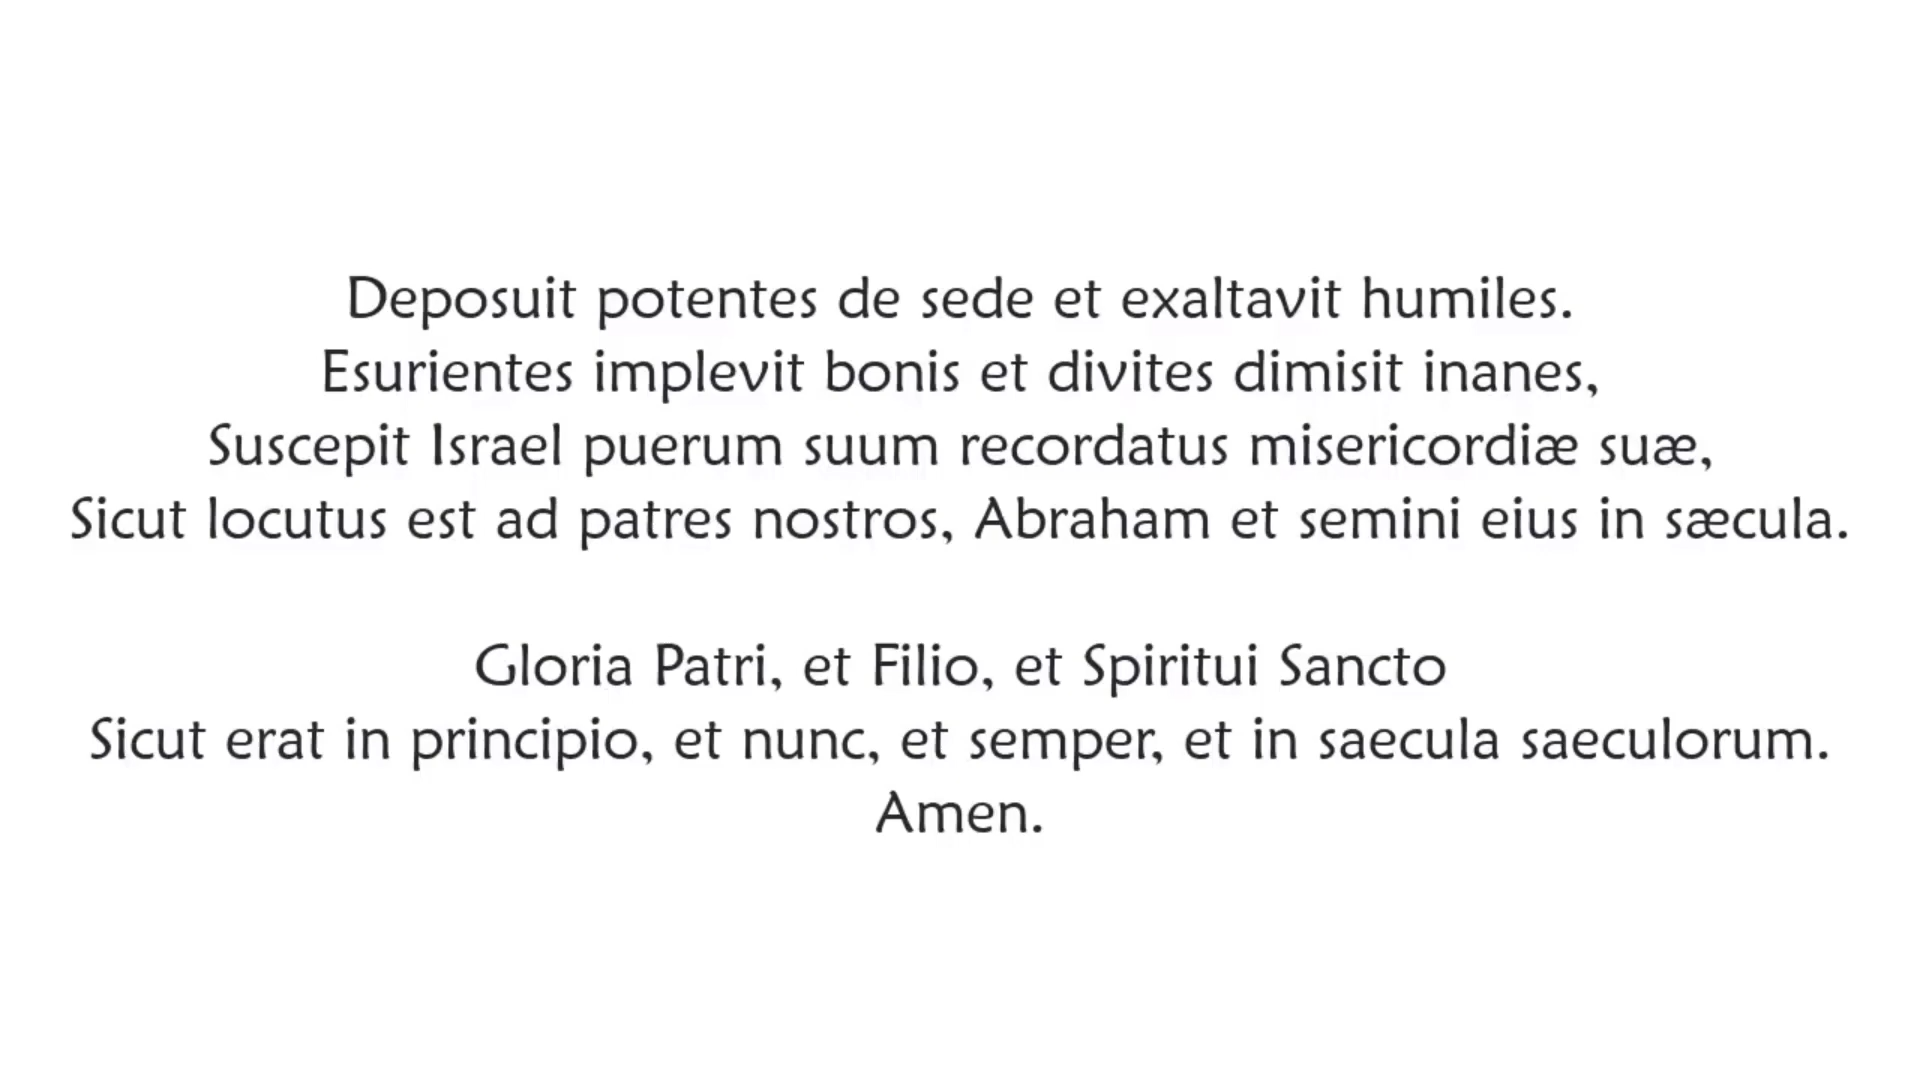 Deposuit potentes de sede et exaltavit humiles.
Esurientes implevit bonis et divites dimisit inanes,
Suscepit Israel puerum suum recordatus misericordiæ suæ,
Sicut locutus est ad patres nostros, Abraham et semini eius in sæcula.
Gloria Patri, et Filio, et Spiritui Sancto
Sicut erat in principio, et nunc, et semper, et in saecula saeculorum.
Amen.